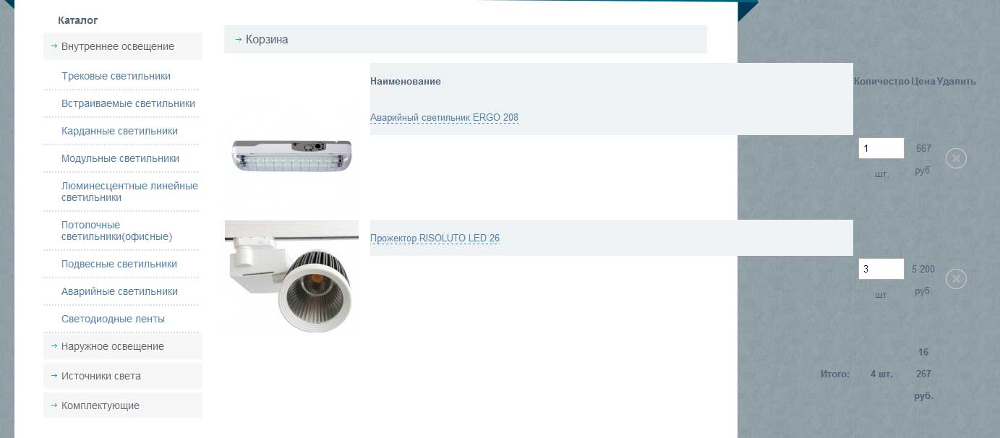 Каталог
Внутреннее освещение
Трековые светильники
Встраиваемые светильники
Карданные светильники
Модульные светильники
Люминесцентные линейные
светильники
Потолочные
светильники(офисные)
Подвесные светильники
Аварийные светильники
Светодиодные ленты
Наружное освещение
Источники света
Комплектующие
Корзина
Наименование Количество Цена Удалить
Аварийный светильник ERGO 208
1 667
шт. руб.
Прожектор RISOLUTO LED 26
3 5 200
шт. руб.
16
Итого: 4 шт. 267
руб.